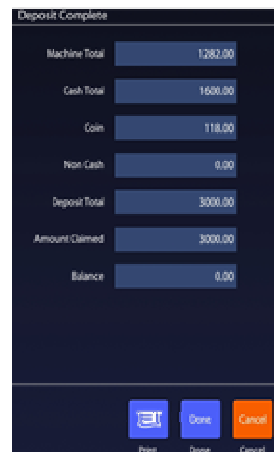 Deposit Complete
Machine Total 1282.00
Cash Total 1600.00
Coin 118.00
Non Cash 0.00
Deposit Total 3000.00
Amount Claimed 3000.00
Balance 0.00
Done Cancel
Print Done Cancel